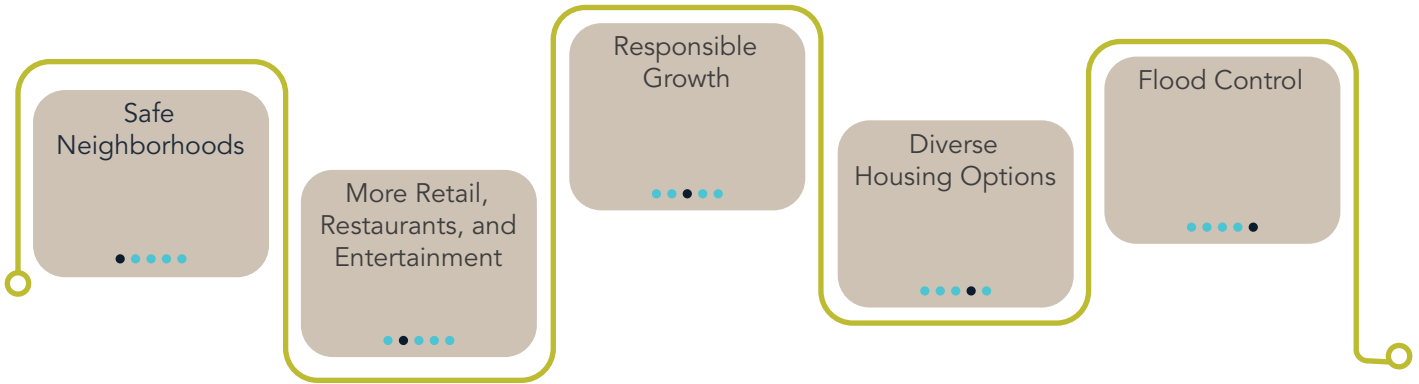 Safe
Neighborhoods
More Retail,
Restaurants, and
Entertainment
Responsible
Growth
Diverse
Housing Options
Flood Control